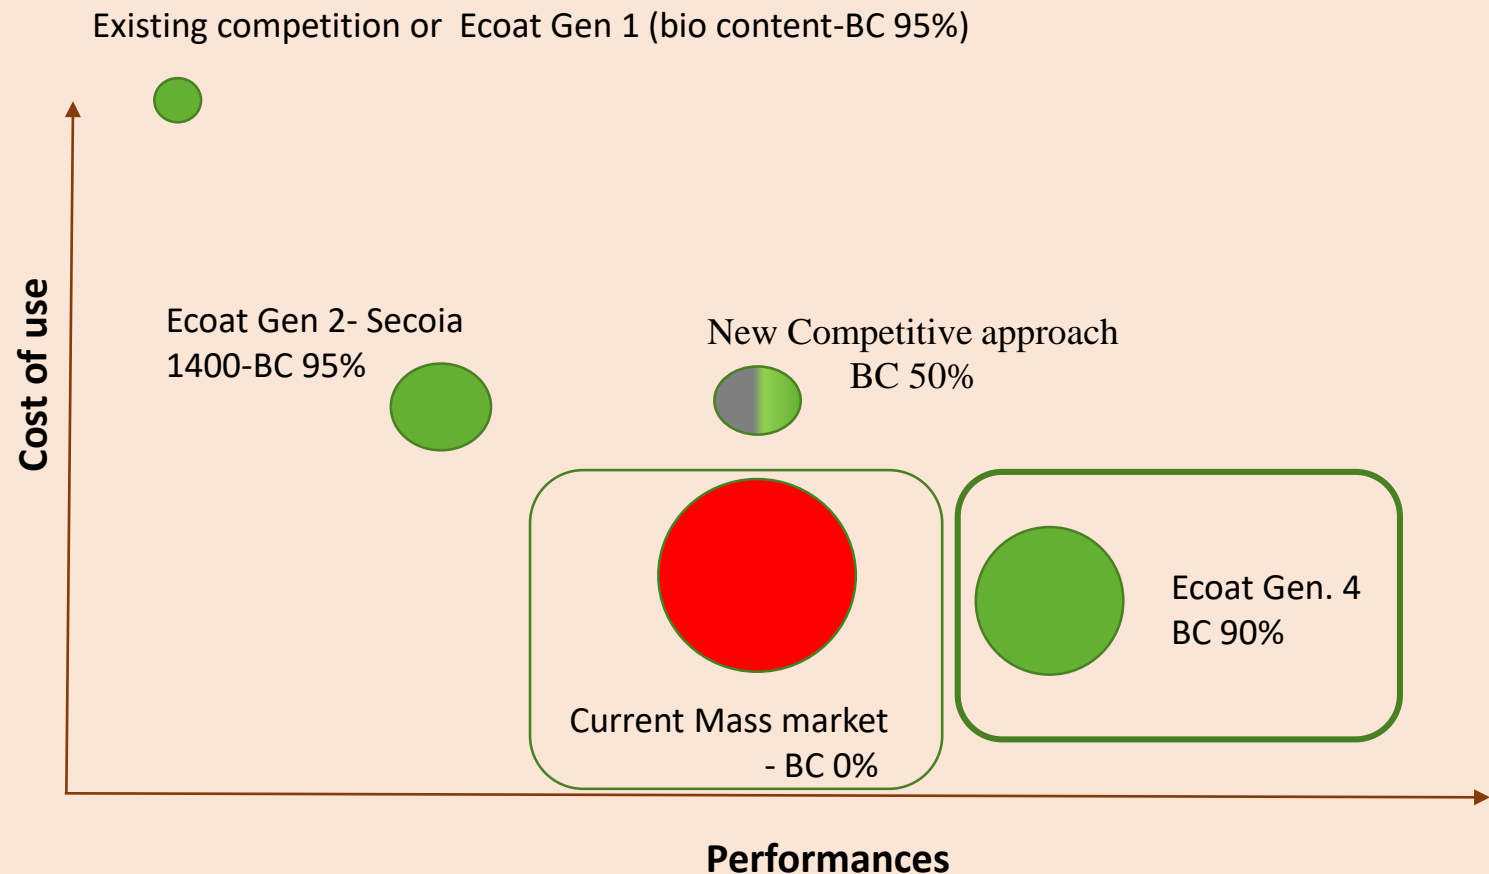 Existing competition or  Ecoat Gen 1 (bio content-BC 95%)
Cost of use
Ecoat Gen 2- Secoia
1400-BC 95%
New Competitive approach
BC 50%
Ecoat Gen. 4
BC 90%
Current Mass market
- BC 0%
Performances